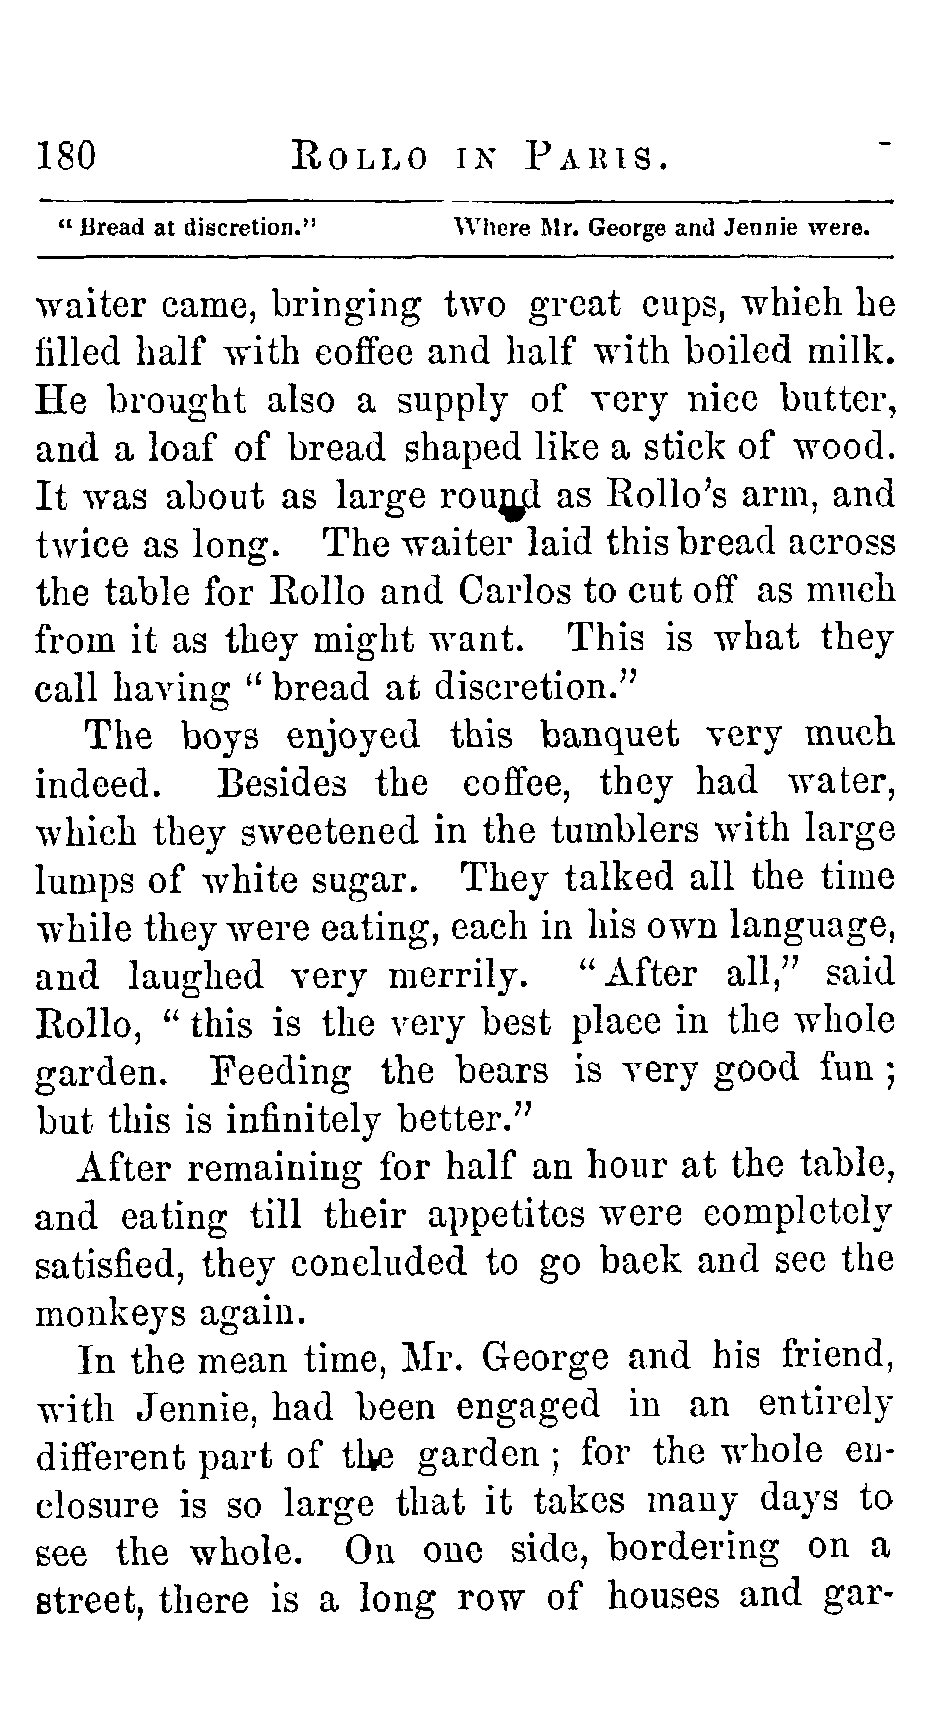 180 ROLLO IN PARIS.
"Bread at discretion." Where Mr. George and Jennie were.
waiter came, bringing two great cups, which he
filled half with coffee and half with boiled milk.
He brought also a supply of very nice butter,
and a loaf of bread shaped like a stick of wood.
It was about as large round as Rollo's arm, and
twice as long. The waiter laid this bread across
the table for Rollo and Carlos to cut off as much
from it as they might want. This is what they
call having "bread at discretion."
The boys enjoyed this banquet very much
indeed. Besides the coffee, they had water,
which they sweetened in the tumblers with large
lumps of white sugar. They talked all the time
while they were eating, each in his own language,
and laughed very merrily. "After all," said
Rollo, "this is the very best place in the whole
garden. Feeding the bears is very good fun;
but this is infinitely better."
After remaining for half an hour at the table,
and eating till their appetites were completely
satisfied, they concluded to go back and see the
monkeys again.
In the mean time, Mr. George and his friend,
with Jennie, had been engaged in an entirely
different part of the garden; for the whole en-
closure is so large that it takes many days to
see the whole. On one side, bordering on a
street, there is a long row of houses and gar-